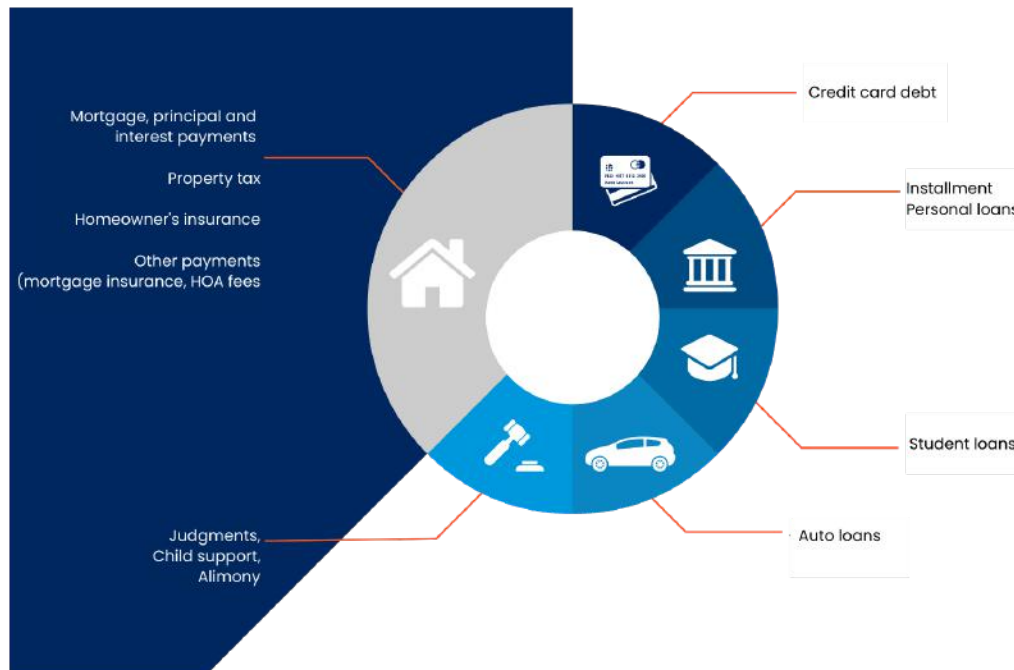 Mortgage, principal and
interest payments
Property tax
Homeowner's insurance
Other payments
(mortgage insurance, HOA fees
Judgments,
Child support,
Alimony
Credit card debt
Installment
Personal loans
Student loans
Auto loans